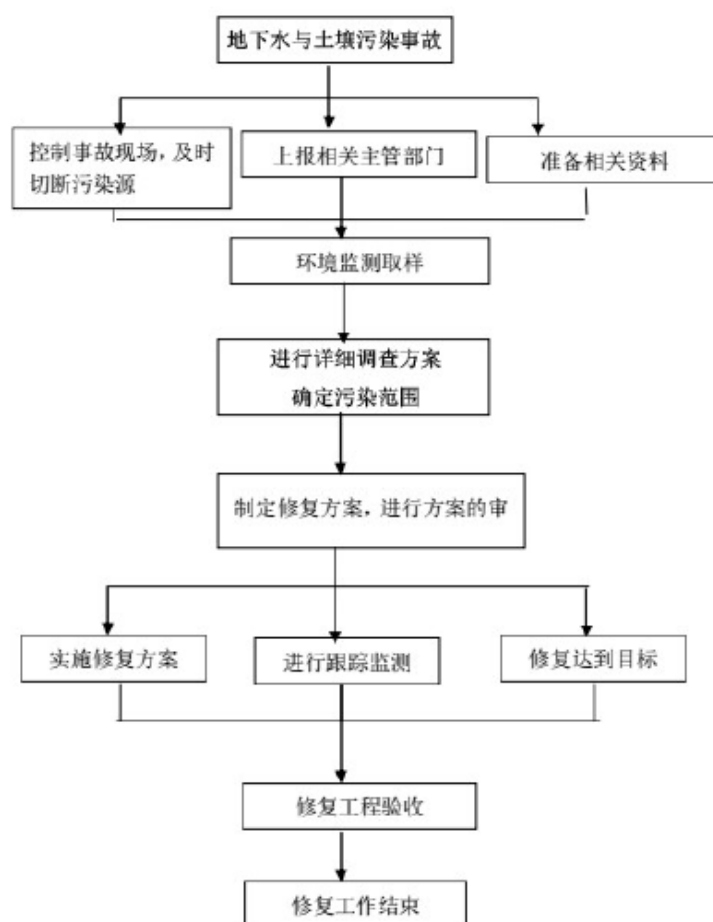 地下水与土壤污染事故
控制事故现场，及时
切断污染源
上报相关主管部门
准备相关资料
环境监测取样
进行详细调查方案
确定污染范围
制定修复方案，进行方案的审
实施修复方案
进行跟踪监测
修复达到目标
修复工程验收
修复工作结束